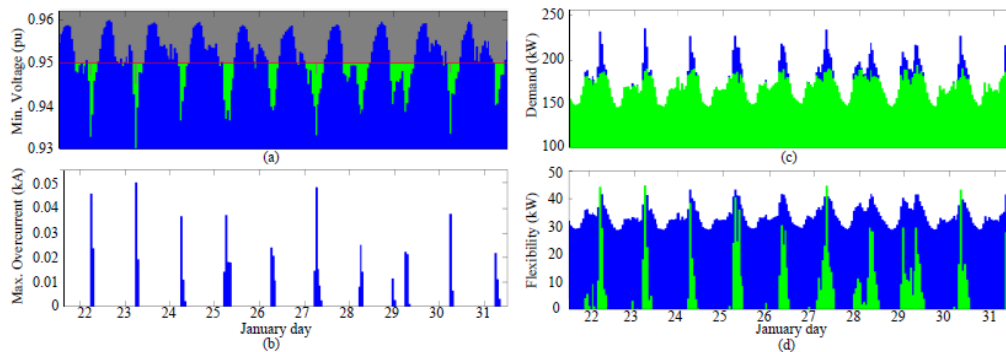 Min. Voltage (pu)
0.96
0.95
0.94
0.93
(a)
Max. Overcurrent (kA)
0.05
0.04
0.03
0.02
0.01
0
22 23 24 25 26 27 28 29 30 31
January day
(b)
Demand (kW)
250
200
150
100
(c)
Flexibility (kW)
50
40
30
20
10
0
22 23 24 25 26 27 28 29 30 31
January day
(d)